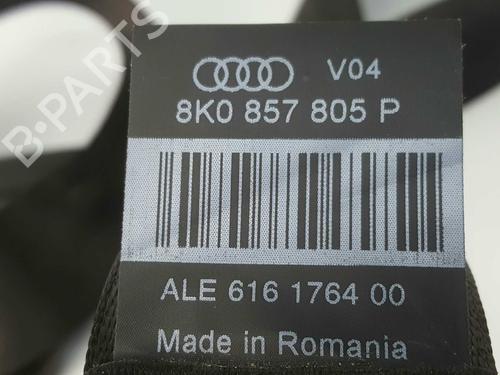 V04
8K0 857 805 P
ALE 616 1764 00
Made in Romania
B-PARTS